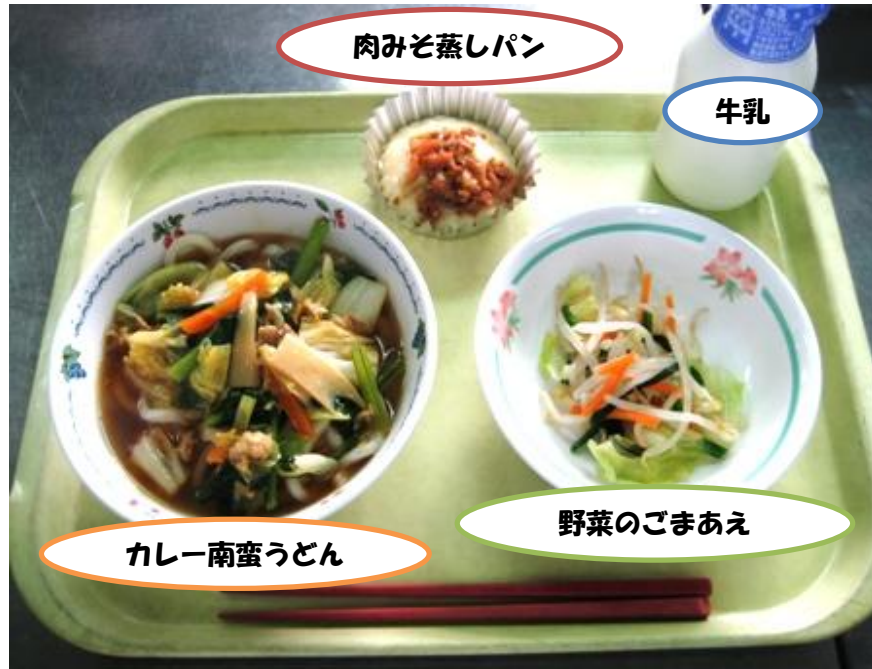 肉みそ蒸しパン
牛乳
野菜のごまあえ
カレー南蛮うどん